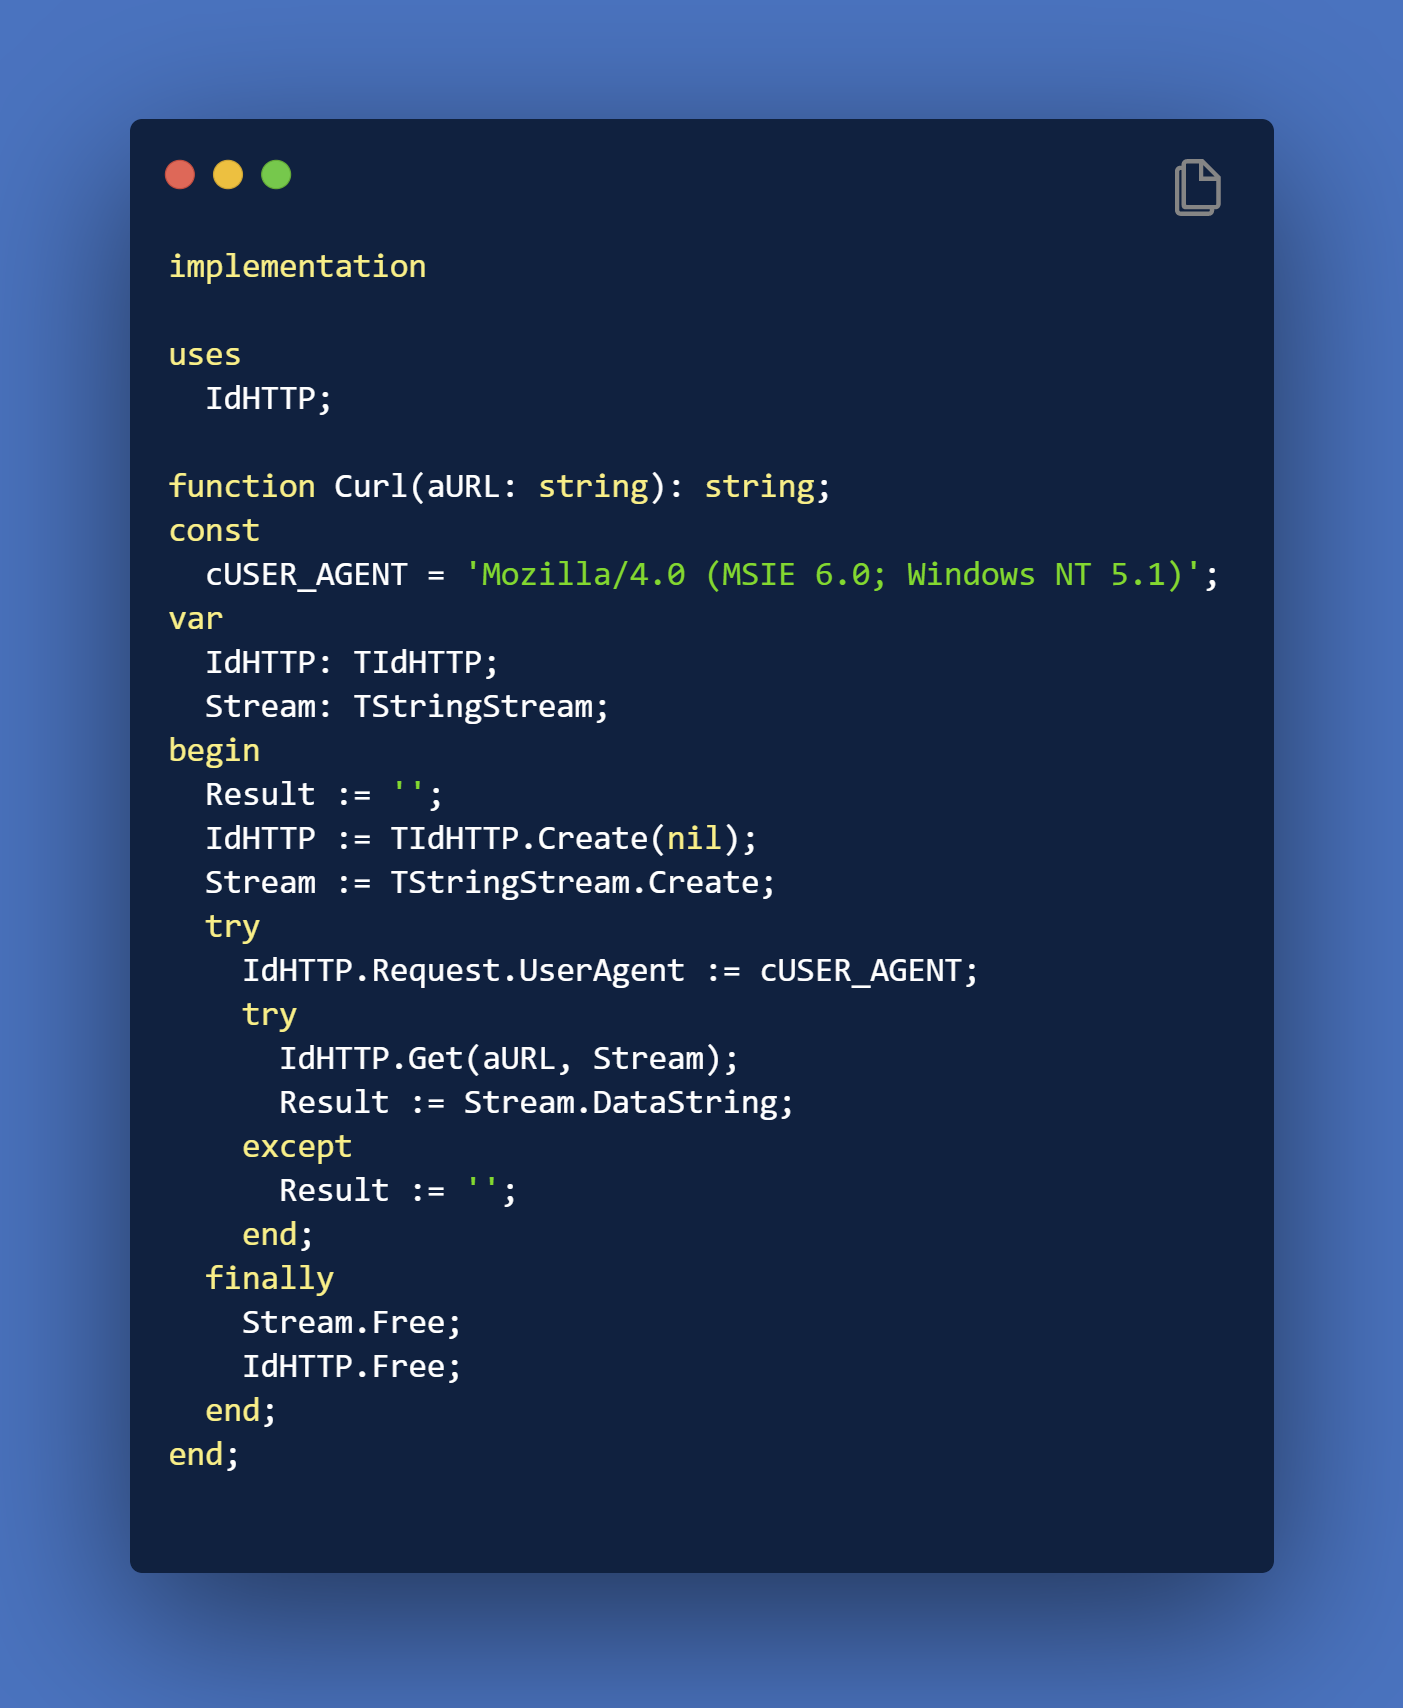 implementation

uses
  IdHTTP;

function Curl(aURL: string): string;
const
  cUSER_AGENT = 'Mozilla/4.0 (MSIE 6.0; Windows NT 5.1)';
var
  IdHTTP: TIdHTTP;
  Stream: TStringStream;
begin
  Result := '';
  IdHTTP := TIdHTTP.Create(nil);
  Stream := TStringStream.Create;
  try
    IdHTTP.Request.UserAgent := cUSER_AGENT;
    try
      IdHTTP.Get(aURL, Stream);
      Result := Stream.DataString;
    except
      Result := '';
    end;
  finally
    Stream.Free;
    IdHTTP.Free;
  end;
end;